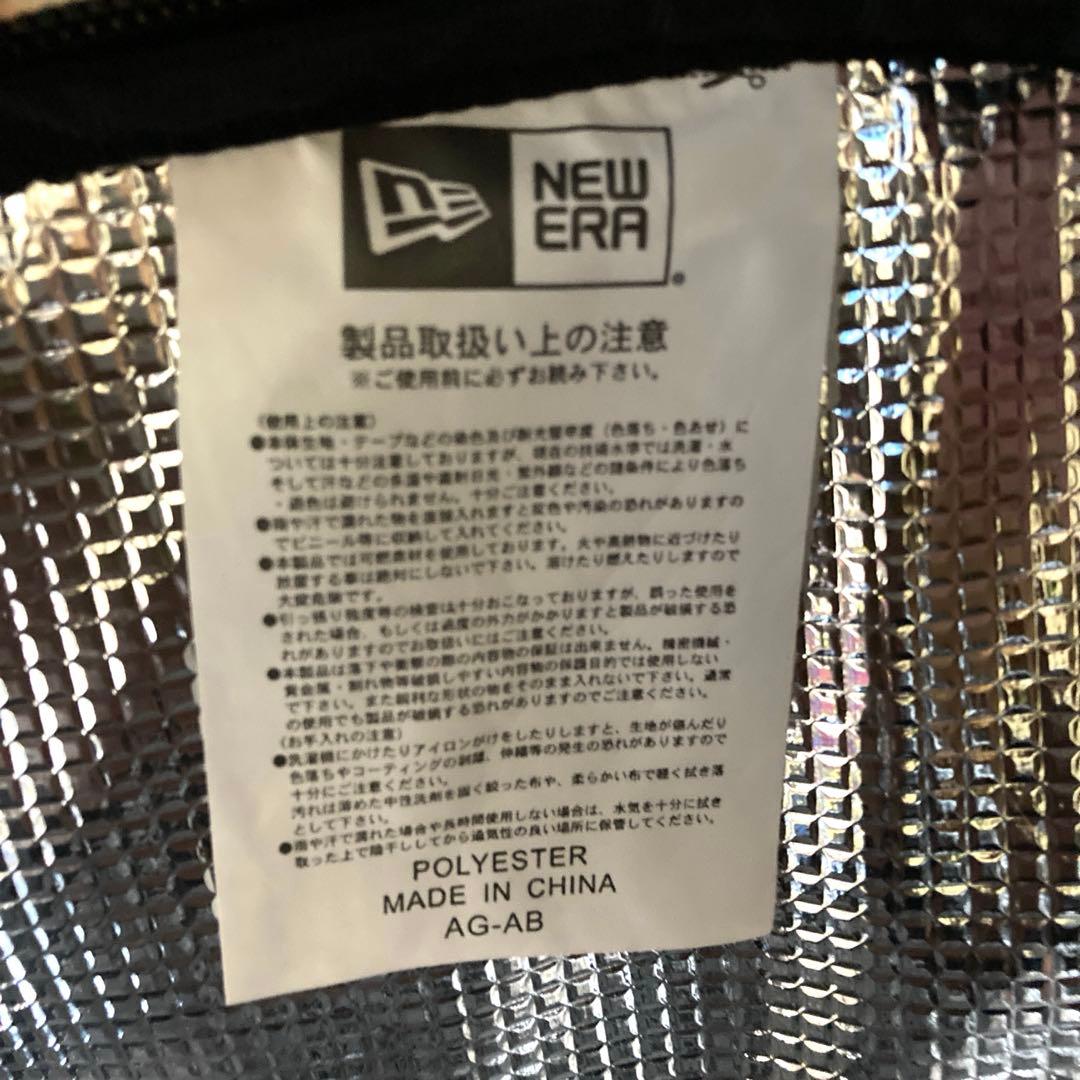 NEW
ERA
製品取扱い上の注意
※ご使用前に必ずお読み下さい。
(使用上の注意)
●本体生地・テープなどの染色及び耐光堅牢度(色落ち・色あせ)に
ついては十分注意しておりますが、現在の技術水準では洗濯・水
そして汗などの多湿や直射日光・紫外線などの諸条件により色落ち
・退色は避けられません。十分ご注意ください。
●雨や汗で濡れた物を直接入れますと変色や汚染の恐れがありますの
でビニール等に収納して入れてください。
●本製品では可燃素材を使用しております。火や高熱物に近づけたり
放置する事は絶対にしないで下さい。溶けたり燃えたりしますので
大変危険です。
●引っ張り強度等の検査は十分おこなっておりますが、誤った使用を
された場合、もしくは過度の外力がかかりますと製品が破損する恐
れがありますのでお取扱いにはご注意ください。
●本製品は落下や衝撃の際の内容物の保証は出来ません。精密機械・
貴金属・割れ物等破損しやすい内容物の保護目的では使用しない
で下さい。また鋭利な形状の物をそのまま入れないで下さい。通常
の使用でも製品が破損する恐れがありますのでご注意ください。
(お手入れの注意)
●洗濯機にかけたりアイロンがけをしたりしますと、生地が傷んだり
色落ちやコーティングの剥離、伸縮等の発生の恐れがありますので
十分にご注意ください。
汚れは薄めた中性洗剤を固く絞った布や、柔らかい布で軽く拭き落
として下さい。
●雨や汗で濡れた場合や長時間使用しない場合は、水気を十分に拭き
取った上で陰干ししてから通気性の良い場所に保管してください。
POLYESTER
MADE IN CHINA
AG-AB